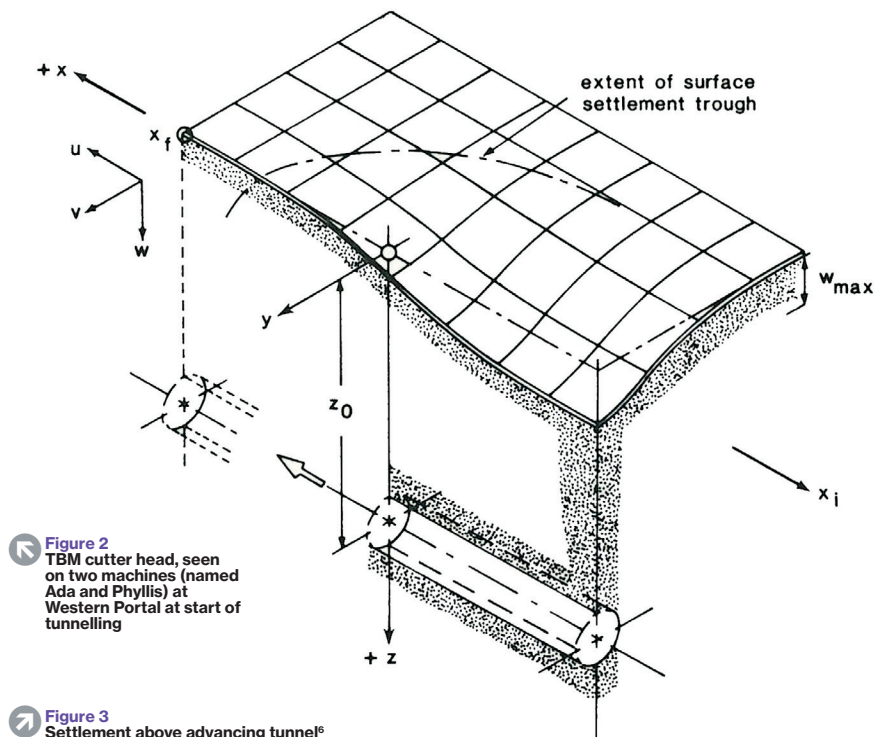 + x
extent of surface
settlement trough
x f
u
v
w
w max
y
z 0
x i
+ z
Figure 2
TBM cutter head, seen
on two machines (named
Ada and Phyllis) at
Western Portal at start of
tunnelling
Figure 3
Settlement above advancing tunnel⁶